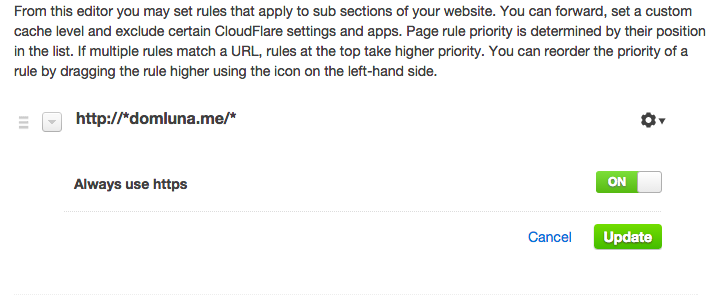 From this editor you may set rules that apply to sub sections of your website. You can forward, set a custom
cache level and exclude certain CloudFlare settings and apps. Page rule priority is determined by their position
in the list. If multiple rules match a URL, rules at the top take higher priority. You can reorder the priority of a
rule by dragging the rule higher using the icon on the left-hand side.
http://*domluna.me/*
Always use https
ON
Cancel
Update